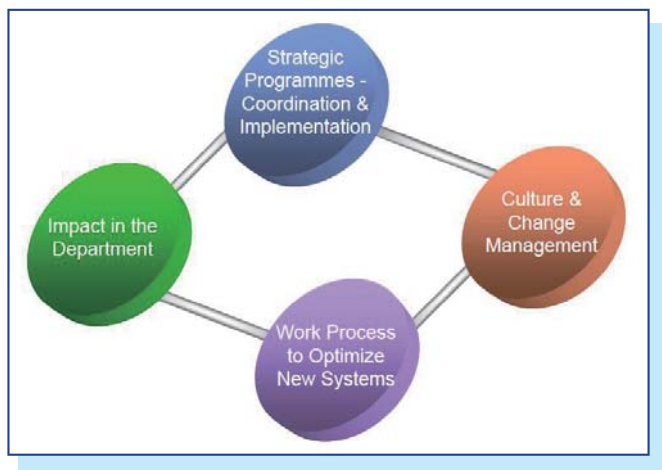 Strategic
Programmes -
Coordination &
Implementation
Culture &
Change
Management
Impact in the
Department
Work Process
to Optimize
New Systems